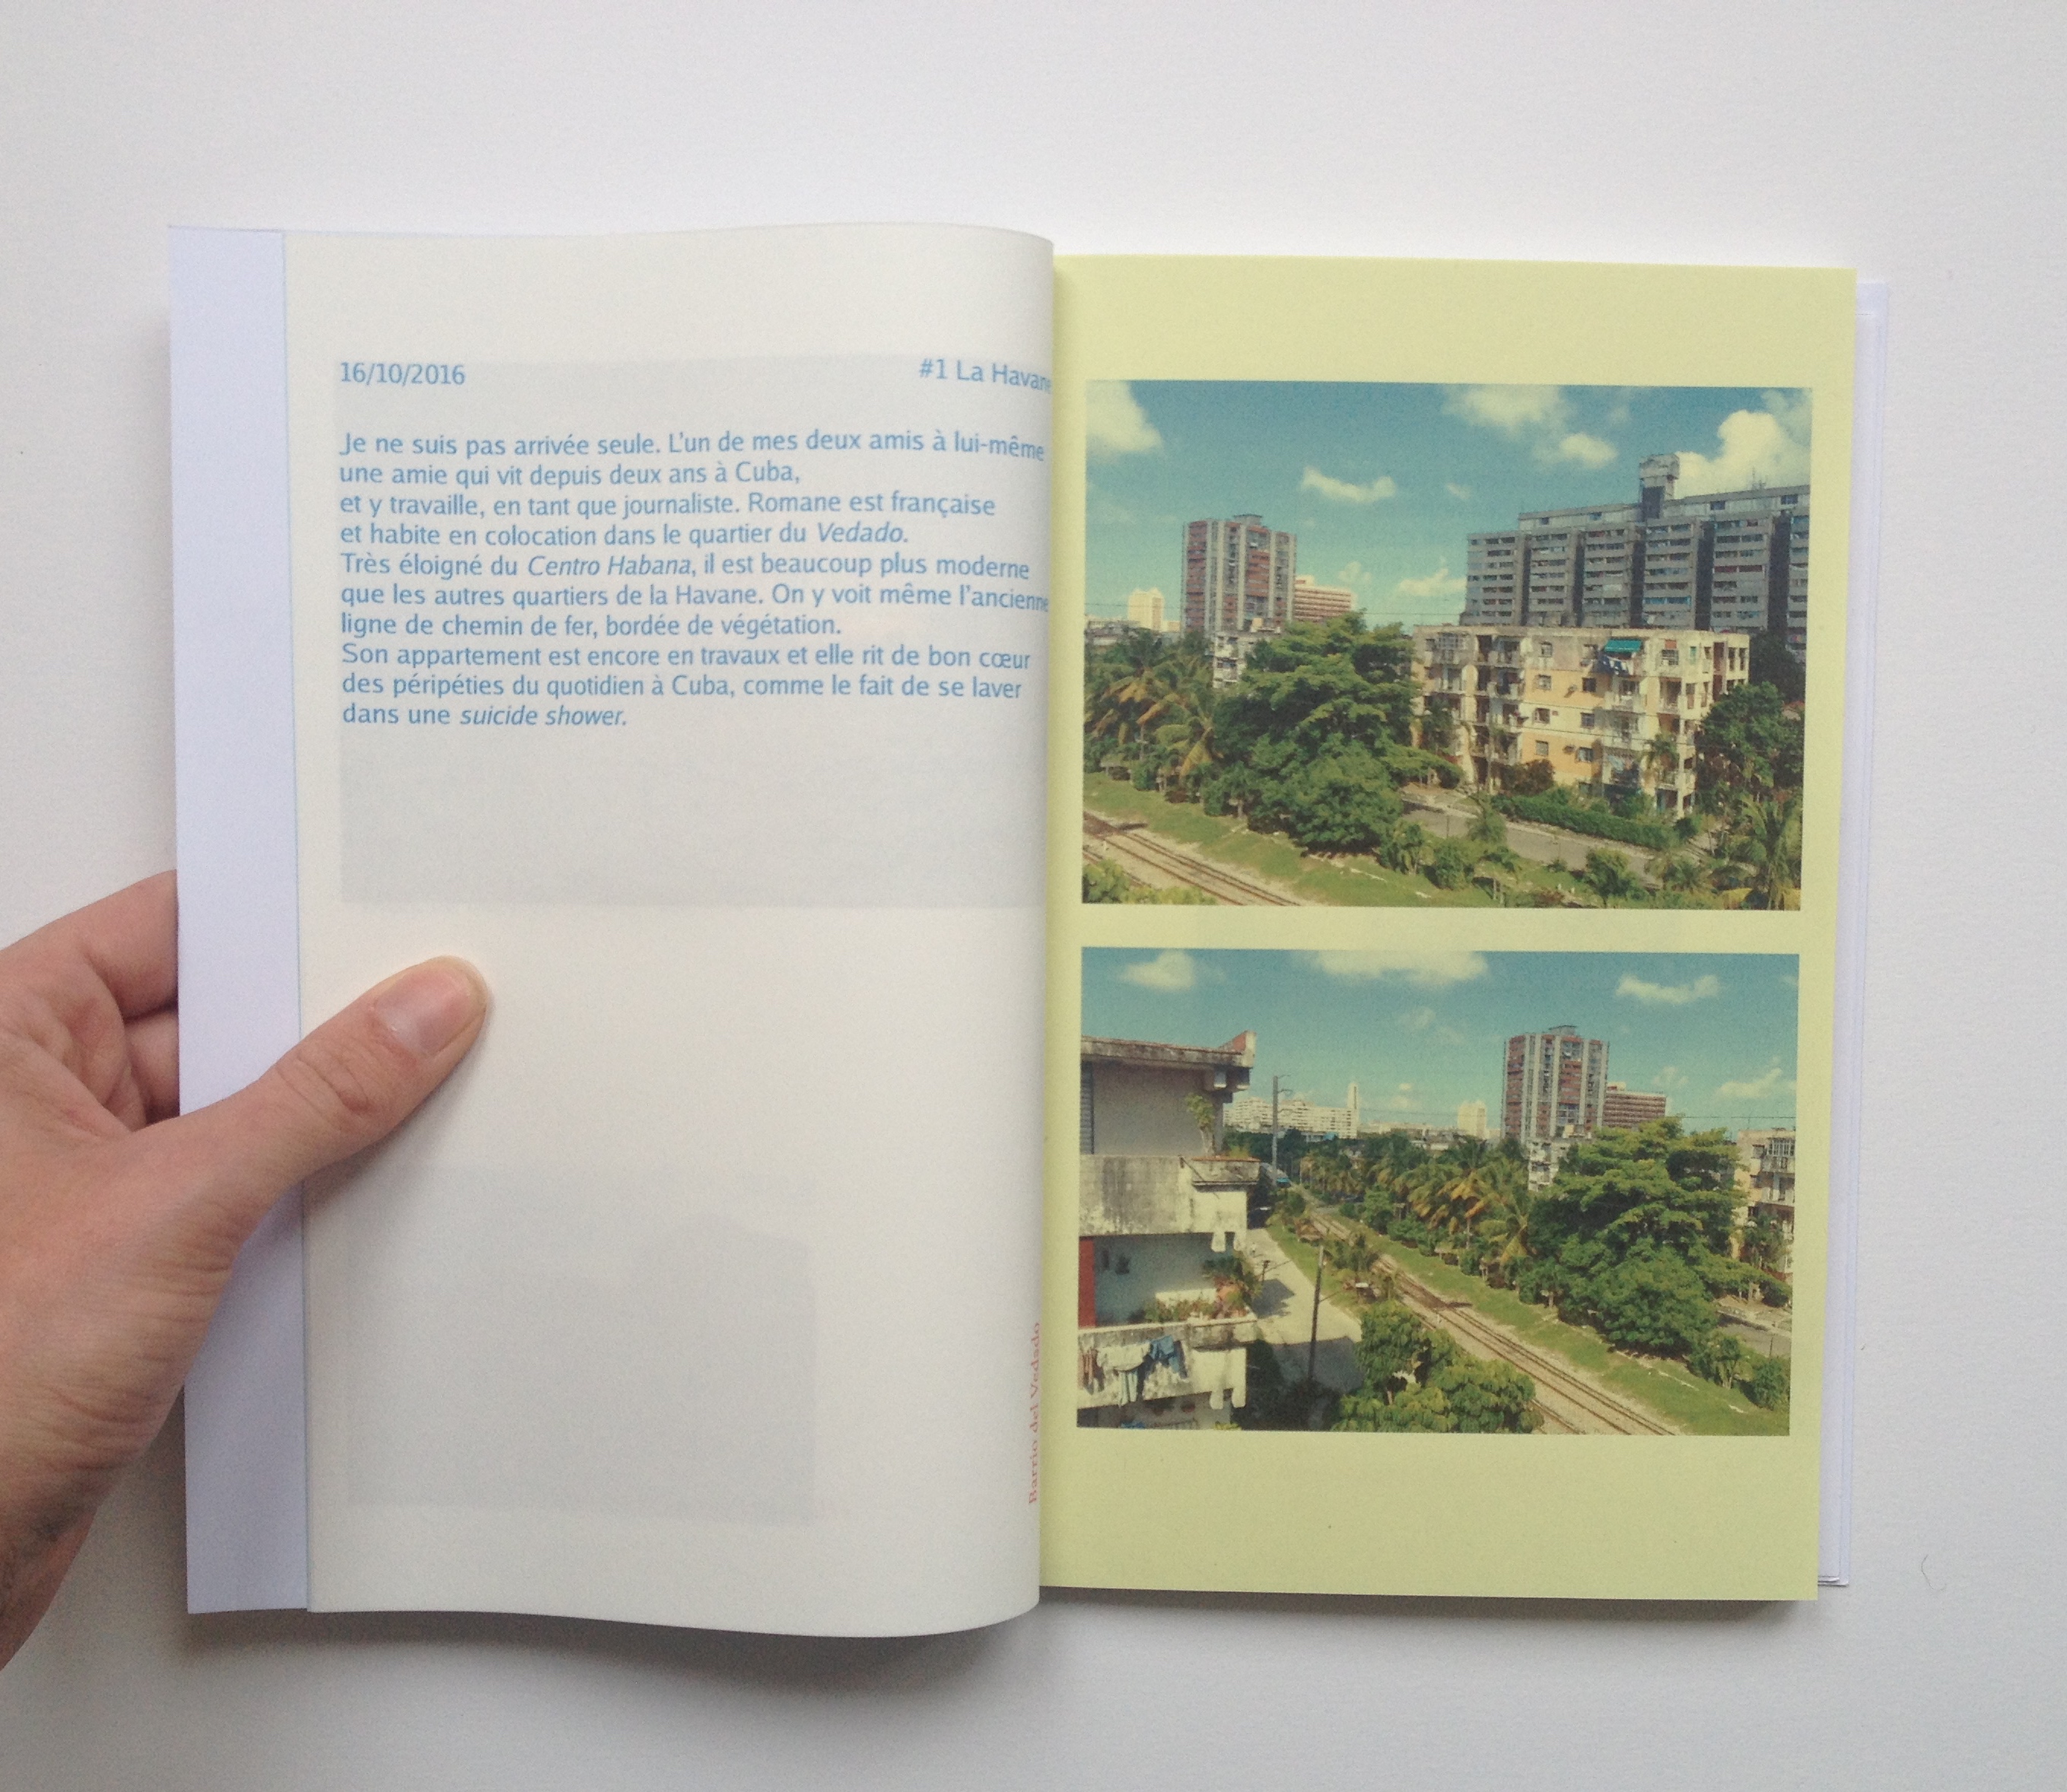 16/10/2016
#1 La Havane
Je ne suis pas arrivée seule. L'un de mes deux amis à lui-même
une amie qui vit depuis deux ans à Cuba,
et y travaille, en tant que journaliste. Romane est française
et habite en colocation dans le quartier du Vedado.
Très éloigné du Centro Habana, il est beaucoup plus moderne
que les autres quartiers de la Havane. On y voit même l'ancienne
ligne de chemin de fer, bordée de végétation.
Son appartement est encore en travaux et elle rit de bon cœur
des péripéties du quotidien à Cuba, comme le fait de se laver
dans une suicide shower.
Barrio del Vedado